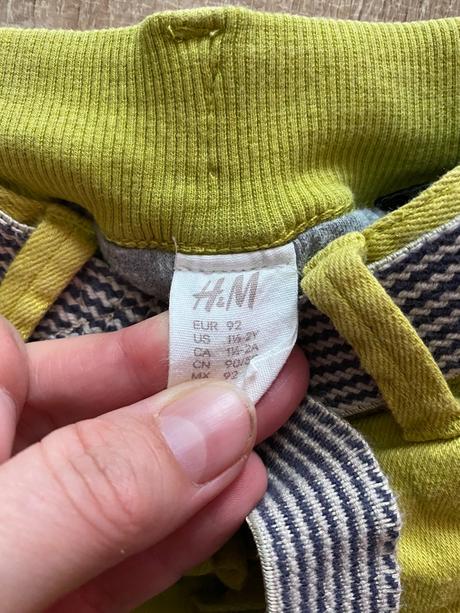 H&M
EUR 92
US 1½-2Y
CA 1½-2A
CN 90/
MX 92